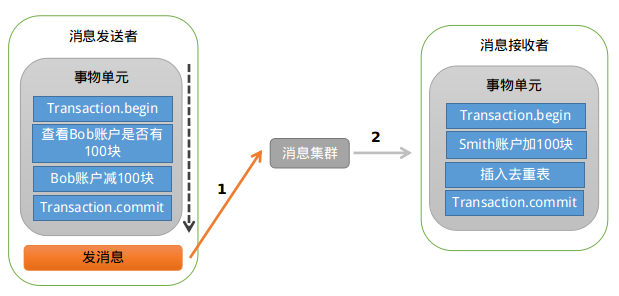 消息发送者
事物单元
Transaction.begin
查看Bob账户是否有
100块
Bob账户减100块
Transaction.commit
发消息
1
消息集群
2
消息接收者
事物单元
Transaction.begin
Smith账户加100块
插入去重表
Transaction.commit